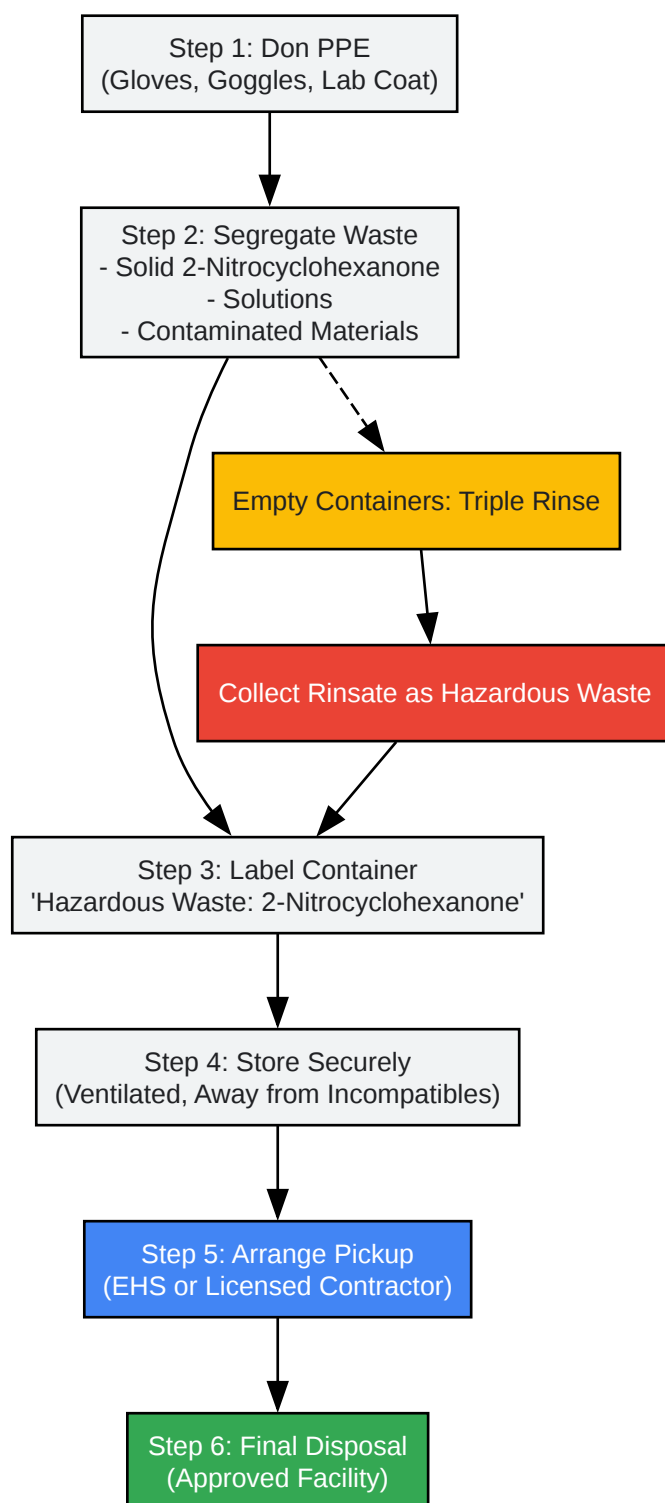 Step 1: Don PPE
(Gloves, Goggles, Lab Coat)
Step 2: Segregate Waste
- Solid 2-Nitrocyclohexanone
- Solutions
- Contaminated Materials
Empty Containers: Triple Rinse
Collect Rinsate as Hazardous Waste
Step 3: Label Container
'Hazardous Waste: 2-Nitrocyclohexanone'
Step 4: Store Securely
(Ventilated, Away from Incompatibles)
Step 5: Arrange Pickup
(EHS or Licensed Contractor)
Step 6: Final Disposal
(Approved Facility)